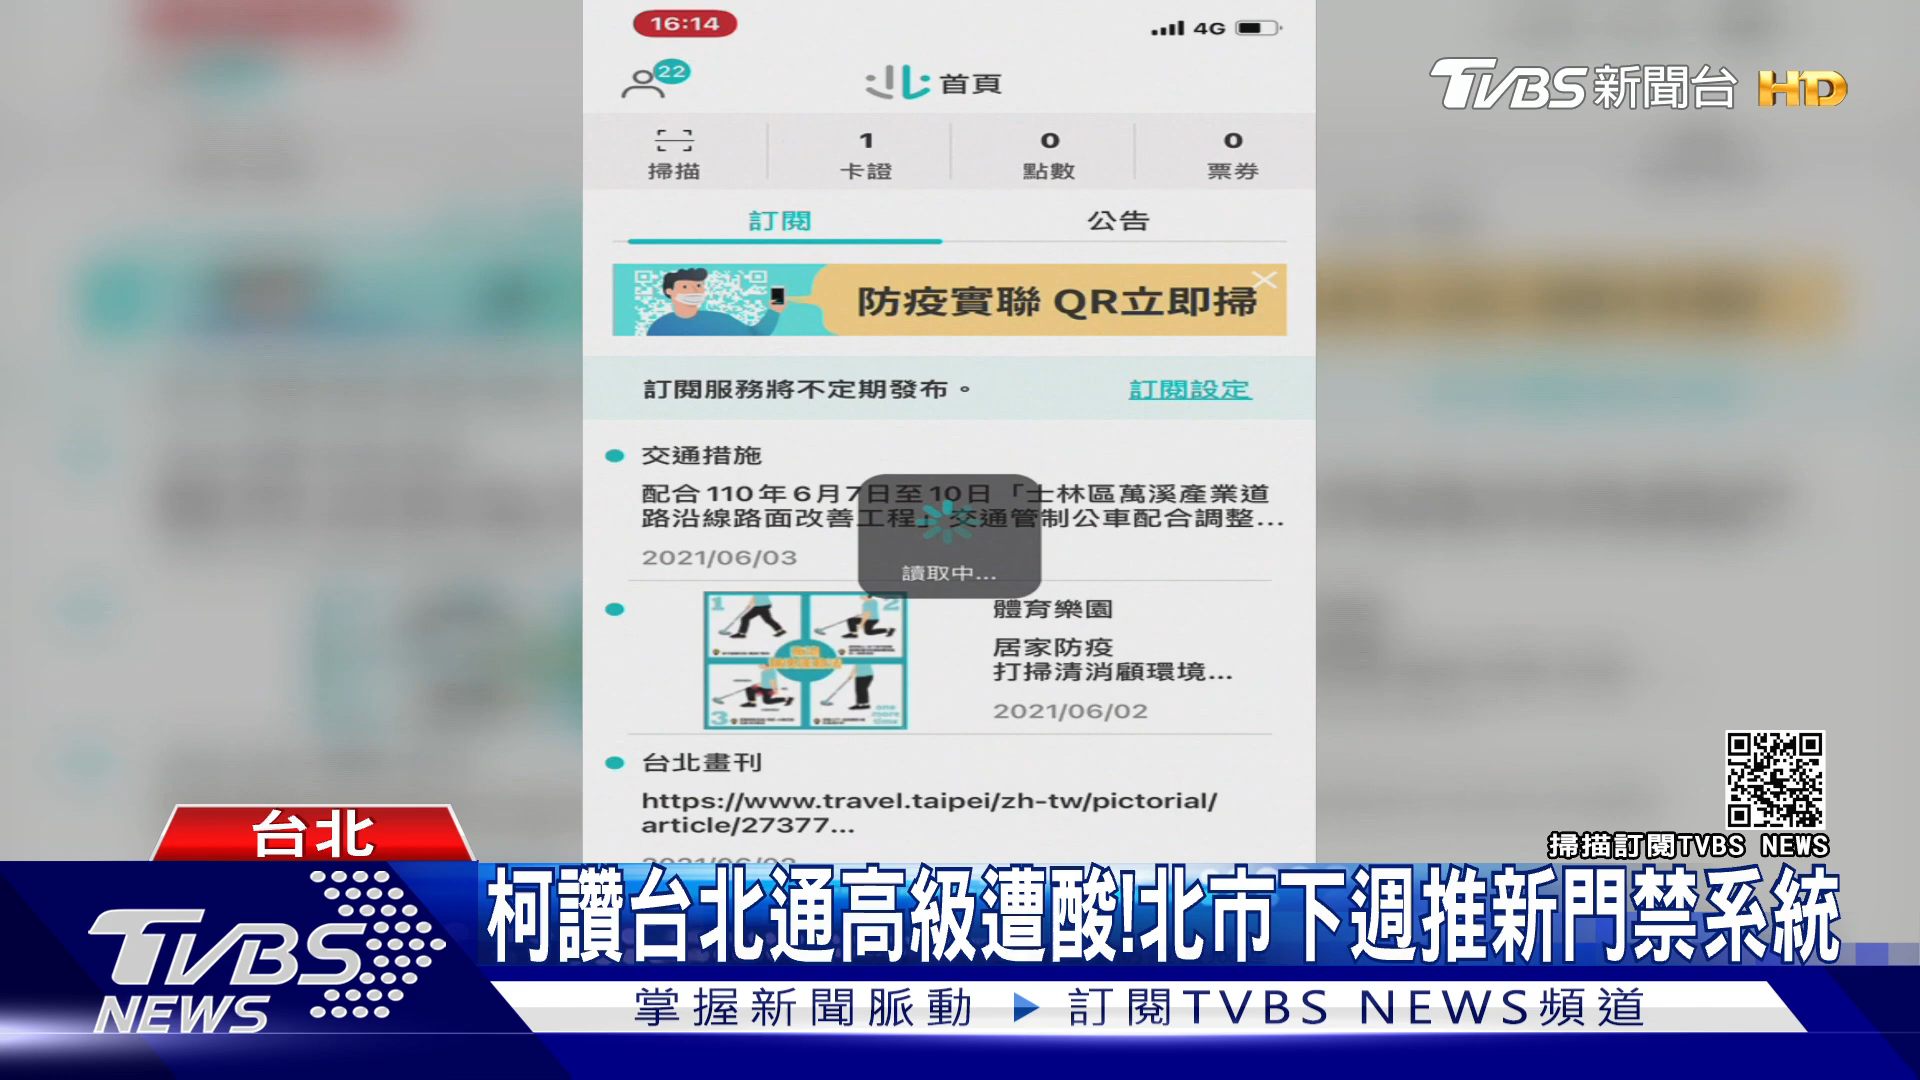 16:14
4G
22
首頁
TVBS新聞台 HD
掃描
1
卡證
0
點數
0
票券
訂閱
公告
防疫實聯 QR立即掃
訂閱服務將不定期發布。
訂閱設定
交通措施
配合110年6月7日至10日「士林區萬溪產業道
路沿線路面改善工程」交通管制公車配合調整...
2021/06/03
讀取中...
1
2
3
one
more
time
體育樂園
居家防疫
打掃清消顧環境...
2021/06/02
台北畫刊
https://www.travel.taipei/zh-tw/pictorial/
article/27377...
掃描訂閱TVBS NEWS
台北
柯讚台北通高級遭酸!北市下週推新門禁系統
TVBS
NEWS
掌握新聞脈動 ▶ 訂閱TVBS NEWS頻道